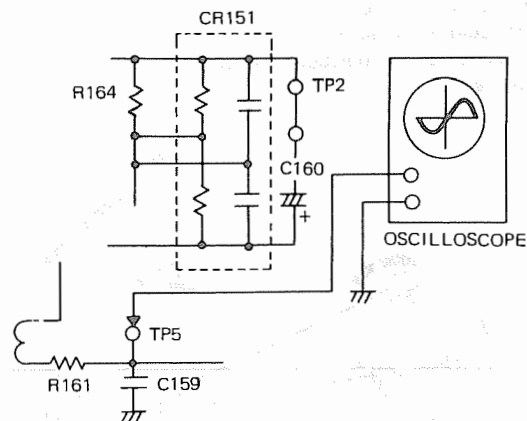 CR151
R164
TP2
C160
+
OSCILLOSCOPE
TP5
R161
C159